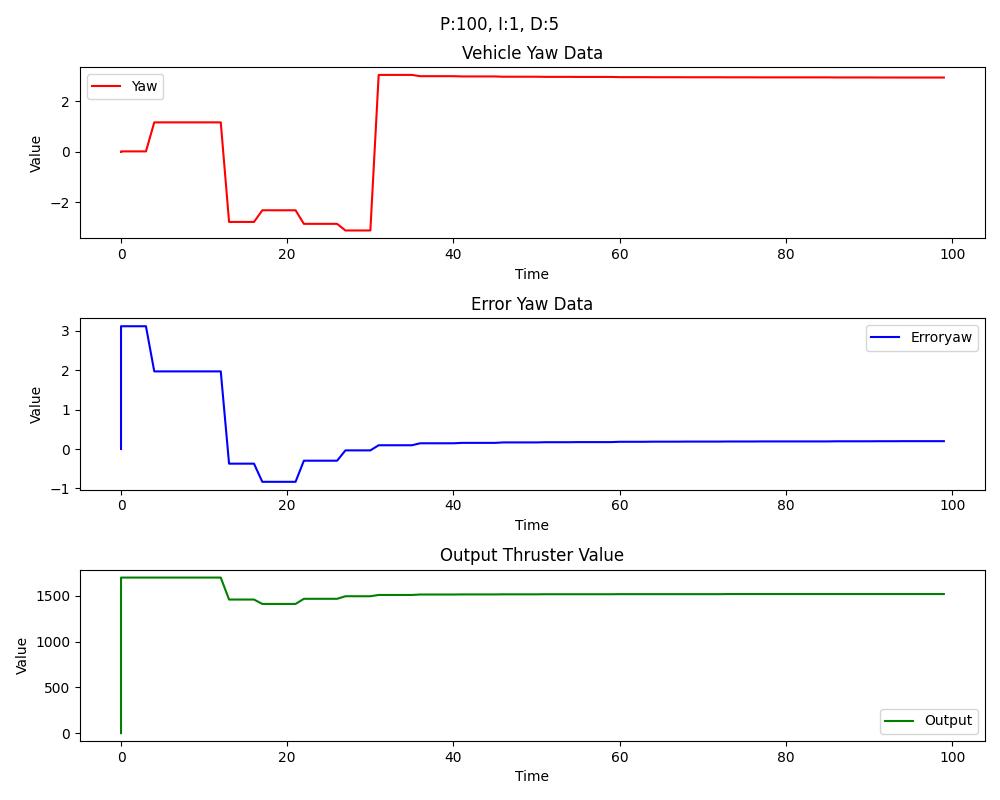 P:100, I:1, D:5
Vehicle Yaw Data
Yaw
2
0
−2
Value
0 20 40 60 80 100
Time
Error Yaw Data
Erroryaw
3
2
1
0
−1
Value
0 20 40 60 80 100
Time
Output Thruster Value
1500
1000
500
0
Value
Output
0 20 40 60 80 100
Time